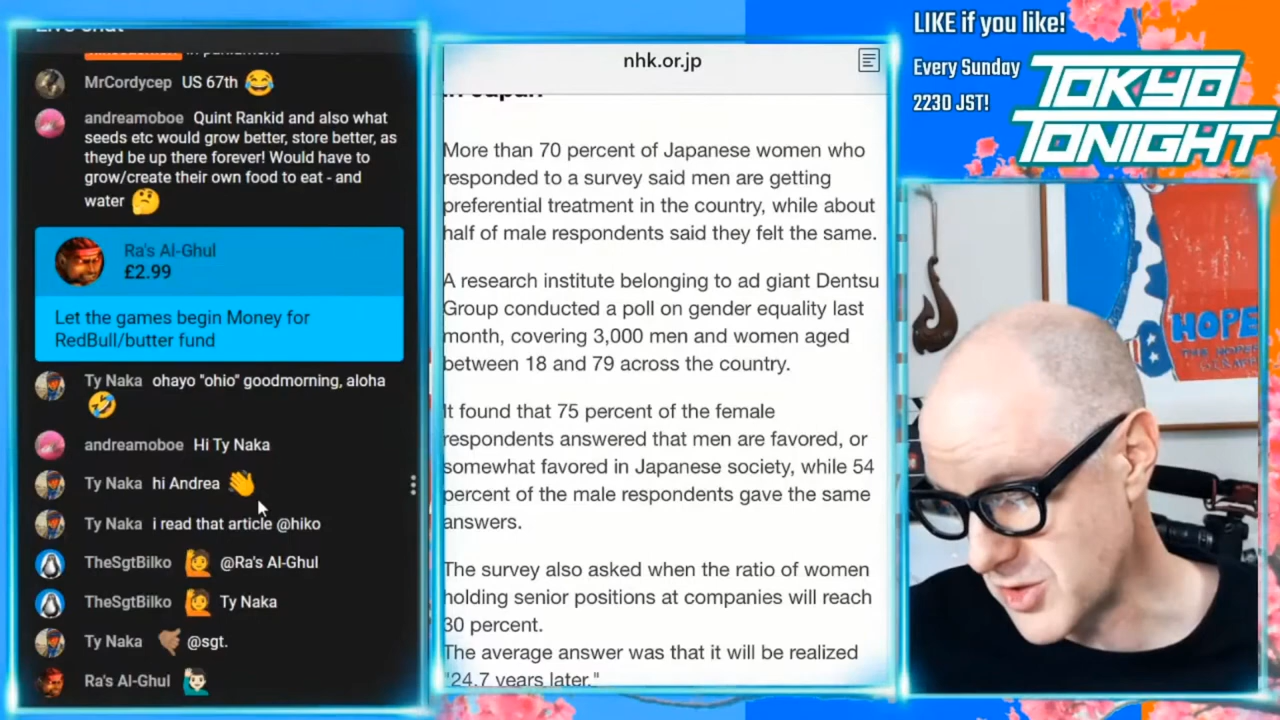 Live chat
in parliament
MrCordycep US 67th 😂
andreamoboe Quint Rankid and also what
seeds etc would grow better, store better, as
theyd be up there forever! Would have to
grow/create their own food to eat - and
water 🤔
Ra's Al-Ghul
£2.99
Let the games begin Money for
RedBull/butter fund
Ty Naka ohayo "ohio" goodmorning, aloha
🤣
andreamoboe Hi Ty Naka
Ty Naka hi Andrea 👋
Ty Naka i read that article @hiko
TheSgtBilko 🙋 @Ra's Al-Ghul
TheSgtBilko 🙋 Ty Naka
Ty Naka 🤙🏽 @sgt.
Ra's Al-Ghul 🙋🏻‍♂️
nhk.or.jp
in Japan
More than 70 percent of Japanese women who
responded to a survey said men are getting
preferential treatment in the country, while about
half of male respondents said they felt the same.
A research institute belonging to ad giant Dentsu
Group conducted a poll on gender equality last
month, covering 3,000 men and women aged
between 18 and 79 across the country.
It found that 75 percent of the female
respondents answered that men are favored, or
somewhat favored in Japanese society, while 54
percent of the male respondents gave the same
answers.
The survey also asked when the ratio of women
holding senior positions at companies will reach
30 percent.
The average answer was that it will be realized
"24.7 years later."
LIKE if you like!
Every Sunday
2230 JST!
TOKYO
TONIGHT
HOPE